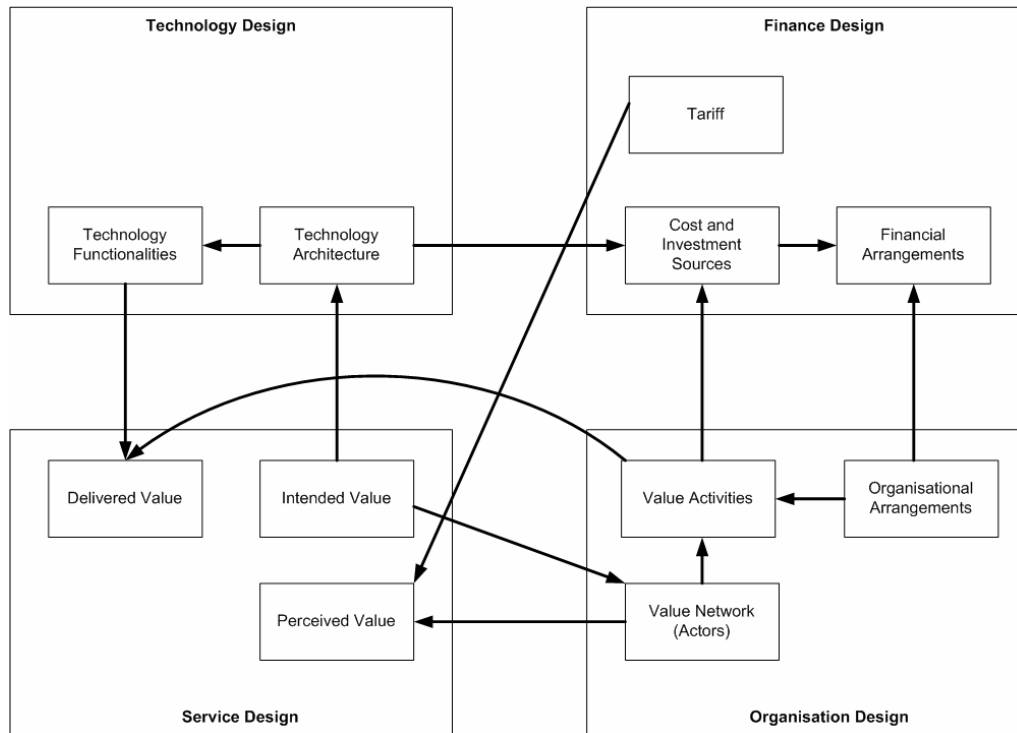 Technology Design
Finance Design
Tariff
Technology
Functionalities
Technology
Architecture
Cost and
Investment
Sources
Financial
Arrangements
Delivered Value
Intended Value
Value Activities
Organisational
Arrangements
Perceived Value
Value Network
(Actors)
Service Design
Organisation Design